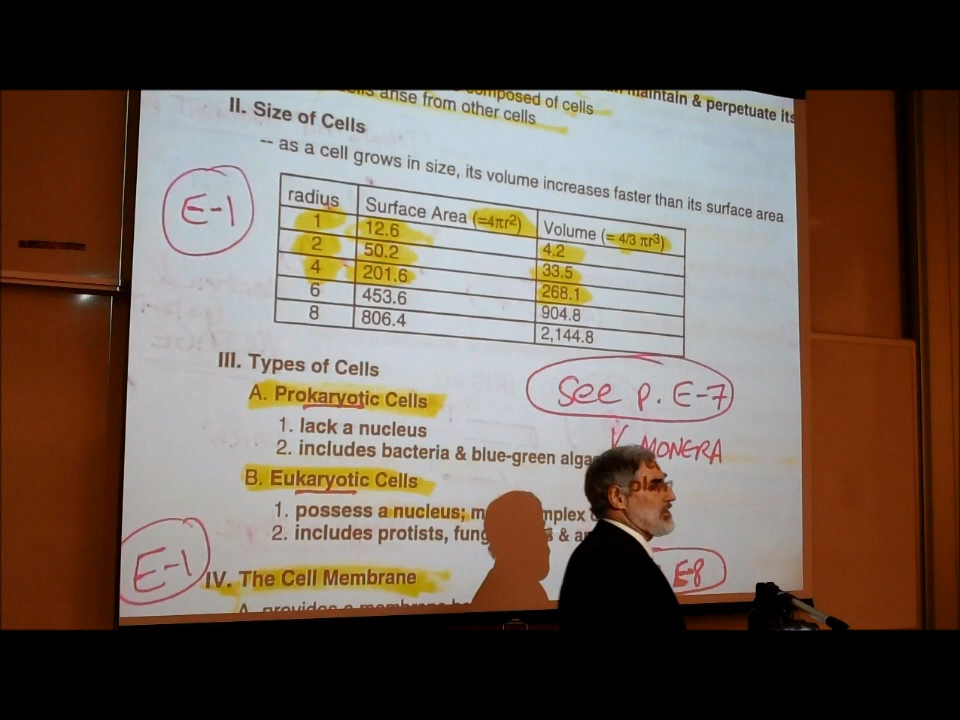 composed of cells
maintain & perpetuate its
cells arise from other cells
II. Size of Cells
-- as a cell grows in size, its volume increases faster than its surface area
E-1
radius Surface Area (=4πr²) Volume (= 4/3 πr³)
1 12.6 4.2
2 50.2 33.5
4 201.6 268.1
6 453.6 904.8
8 806.4 2,144.8
III. Types of Cells
See p. E-7
A. Prokaryotic Cells
1. lack a nucleus
K. MONERA
2. includes bacteria & blue-green algae
B. Eukaryotic Cells
1. possess a nucleus;
2. includes protists, & 
E-1
E-8
IV. The Cell Membrane
A. provides a